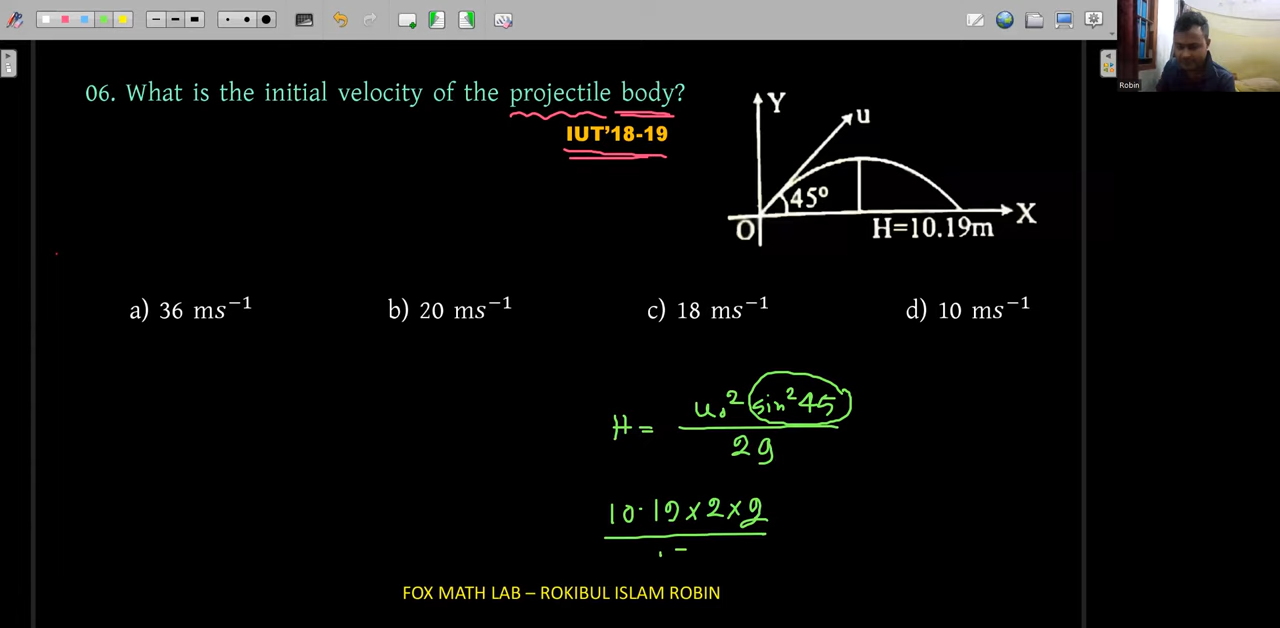 Robin
06. What is the initial velocity of the projectile body?
IUT’18-19
Y
u
45⁰
O
X
H=10.19m
a) 36 ms⁻¹
b) 20 ms⁻¹
c) 18 ms⁻¹
d) 10 ms⁻¹
H = u₀² sin² 45 / 2g
10.19 × 2 × g
FOX MATH LAB – ROKIBUL ISLAM ROBIN